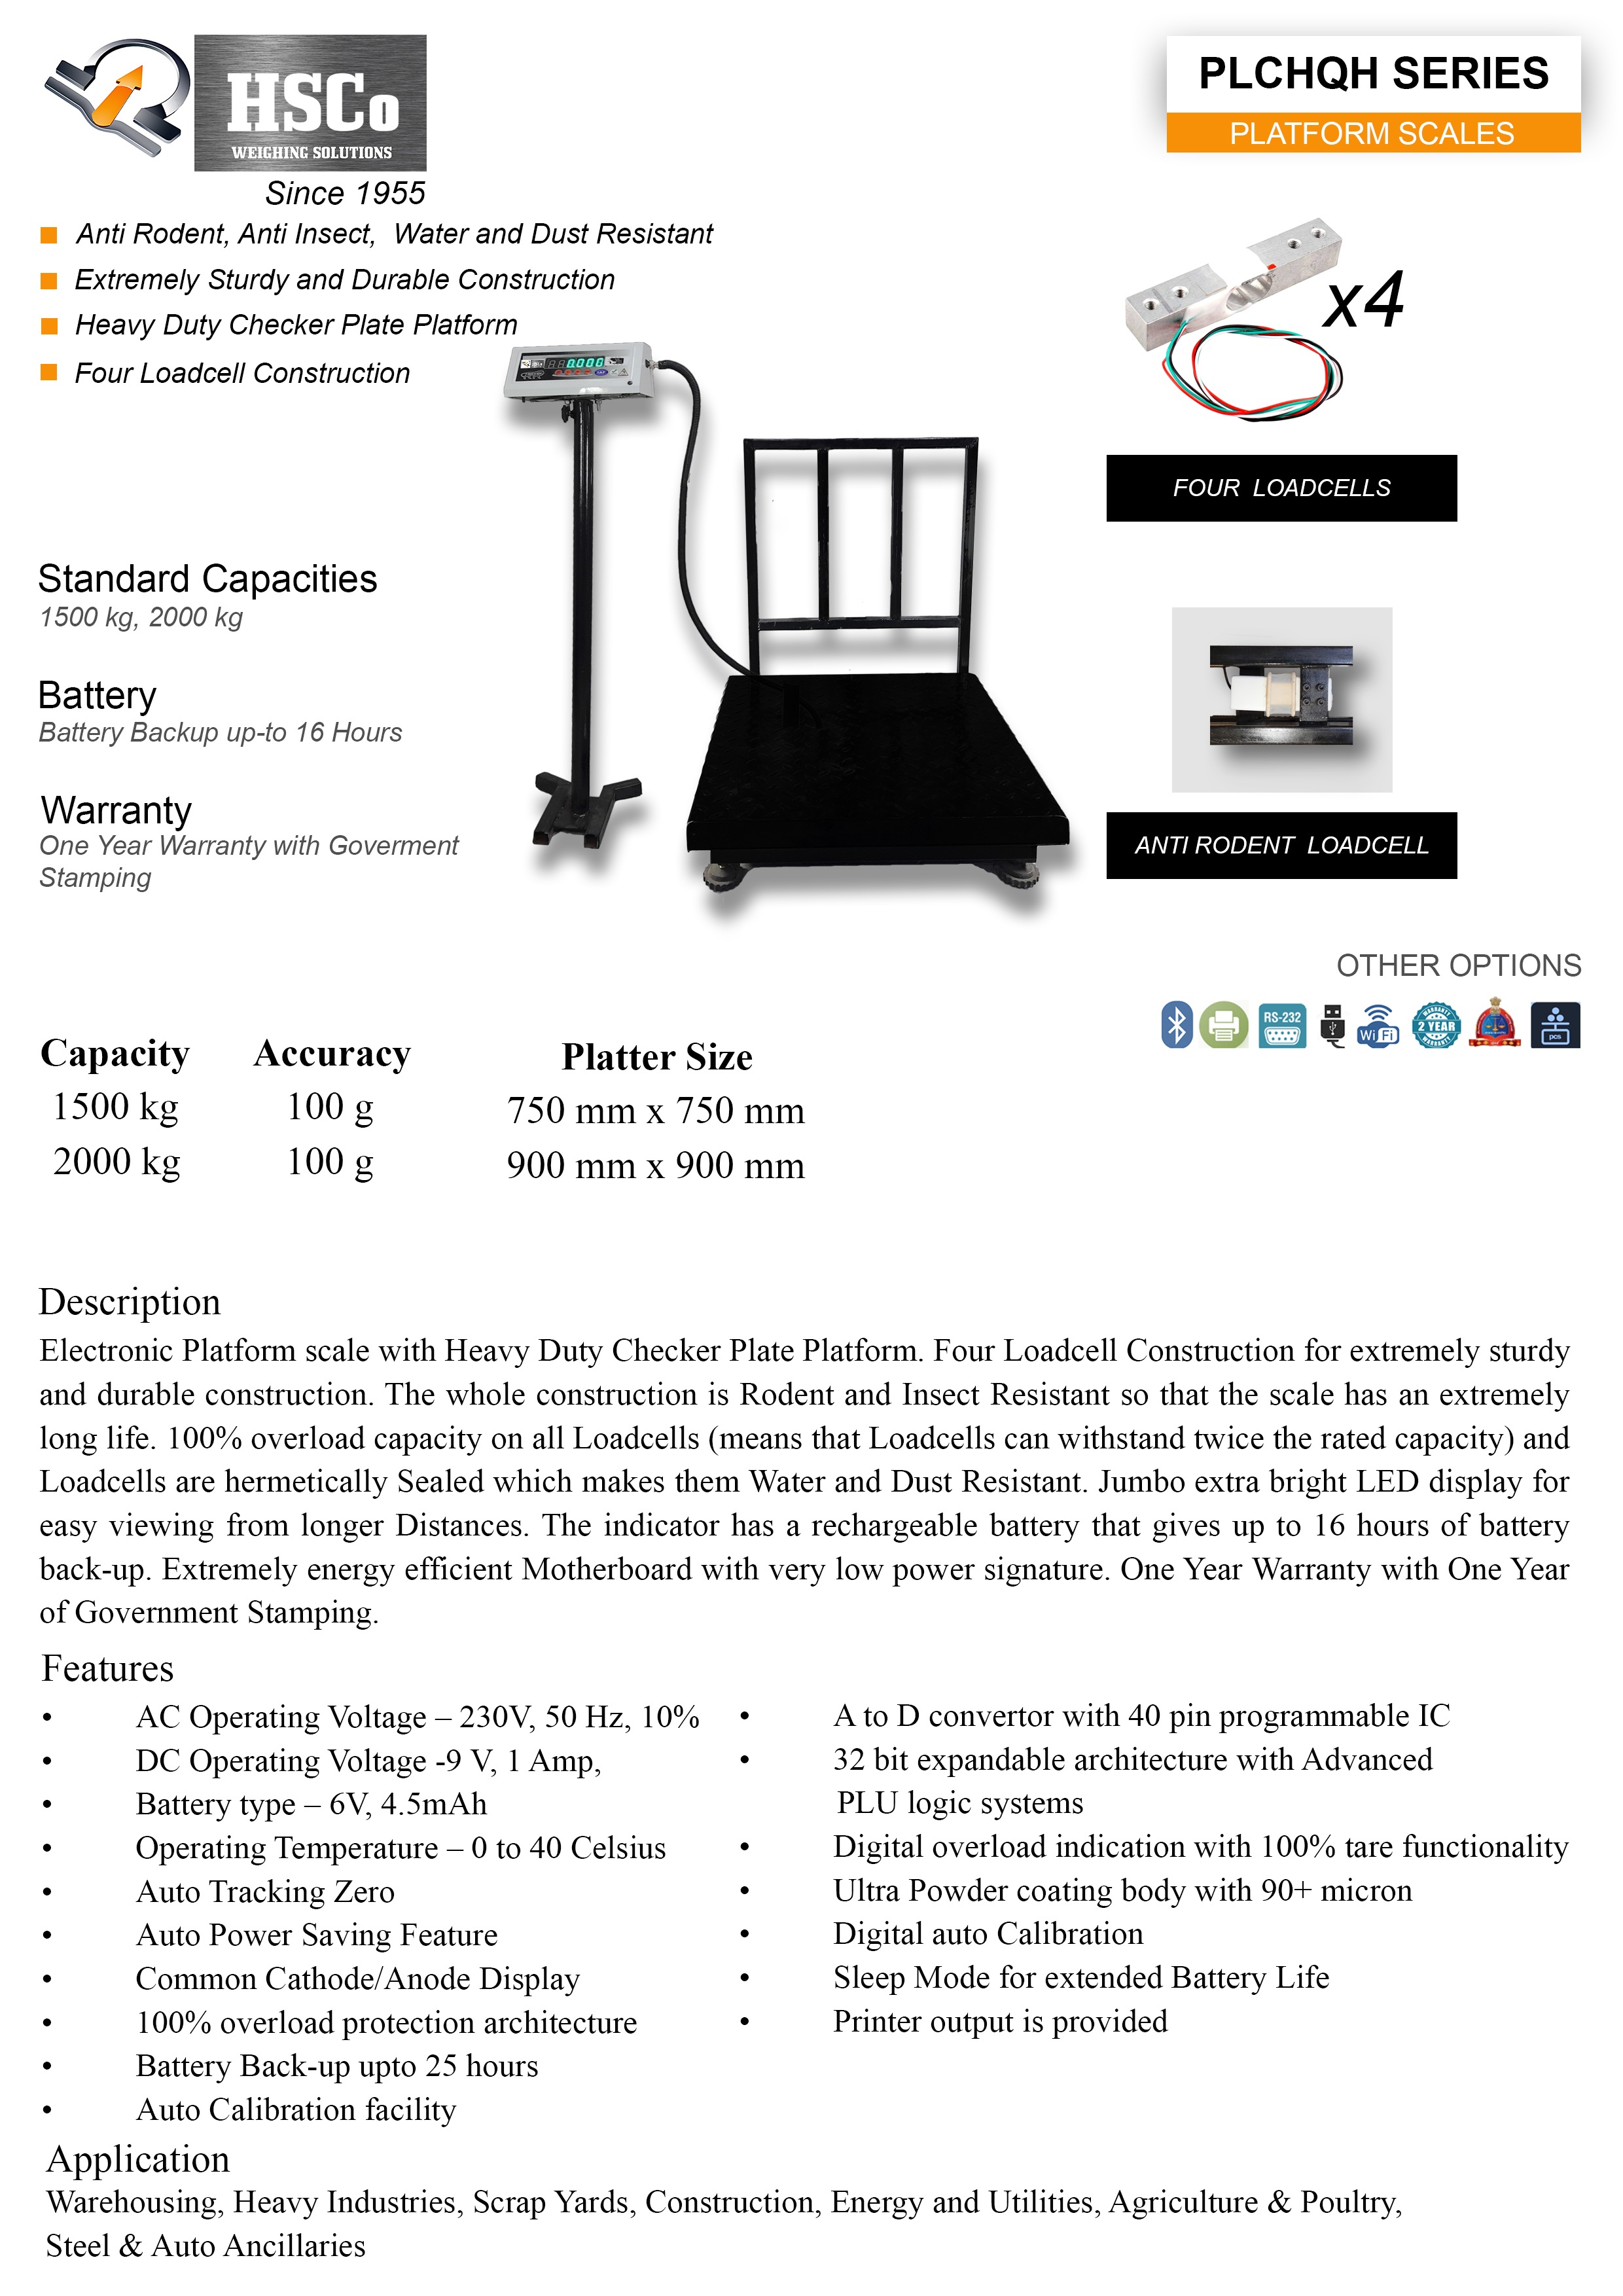 HSCo
WEIGHING SOLUTIONS
Since 1955
PLCHQH SERIES
PLATFORM SCALES
Anti Rodent, Anti Insect, Water and Dust Resistant
Extremely Sturdy and Durable Construction
Heavy Duty Checker Plate Platform
Four Loadcell Construction
0.000
x4
FOUR LOADCELLS
Standard Capacities
1500 kg, 2000 kg
Battery
Battery Backup up-to 16 Hours
Warranty
One Year Warranty with Goverment
Stamping
ANTI RODENT LOADCELL
OTHER OPTIONS
RS-232
WiFi
WARRANTY
2 YEAR
WARRANTY
pcs
Capacity Accuracy Platter Size
1500 kg 100 g 750 mm x 750 mm
2000 kg 100 g 900 mm x 900 mm
Description
Electronic Platform scale with Heavy Duty Checker Plate Platform. Four Loadcell Construction for extremely sturdy
and durable construction. The whole construction is Rodent and Insect Resistant so that the scale has an extremely
long life. 100% overload capacity on all Loadcells (means that Loadcells can withstand twice the rated capacity) and
Loadcells are hermetically Sealed which makes them Water and Dust Resistant. Jumbo extra bright LED display for
easy viewing from longer Distances. The indicator has a rechargeable battery that gives up to 16 hours of battery
back-up. Extremely energy efficient Motherboard with very low power signature. One Year Warranty with One Year
of Government Stamping.
Features
• AC Operating Voltage – 230V, 50 Hz, 10%
• DC Operating Voltage -9 V, 1 Amp,
• Battery type – 6V, 4.5mAh
• Operating Temperature – 0 to 40 Celsius
• Auto Tracking Zero
• Auto Power Saving Feature
• Common Cathode/Anode Display
• 100% overload protection architecture
• Battery Back-up upto 25 hours
• Auto Calibration facility
• A to D convertor with 40 pin programmable IC
• 32 bit expandable architecture with Advanced
PLU logic systems
• Digital overload indication with 100% tare functionality
• Ultra Powder coating body with 90+ micron
• Digital auto Calibration
• Sleep Mode for extended Battery Life
• Printer output is provided
Application
Warehousing, Heavy Industries, Scrap Yards, Construction, Energy and Utilities, Agriculture & Poultry,
Steel & Auto Ancillaries